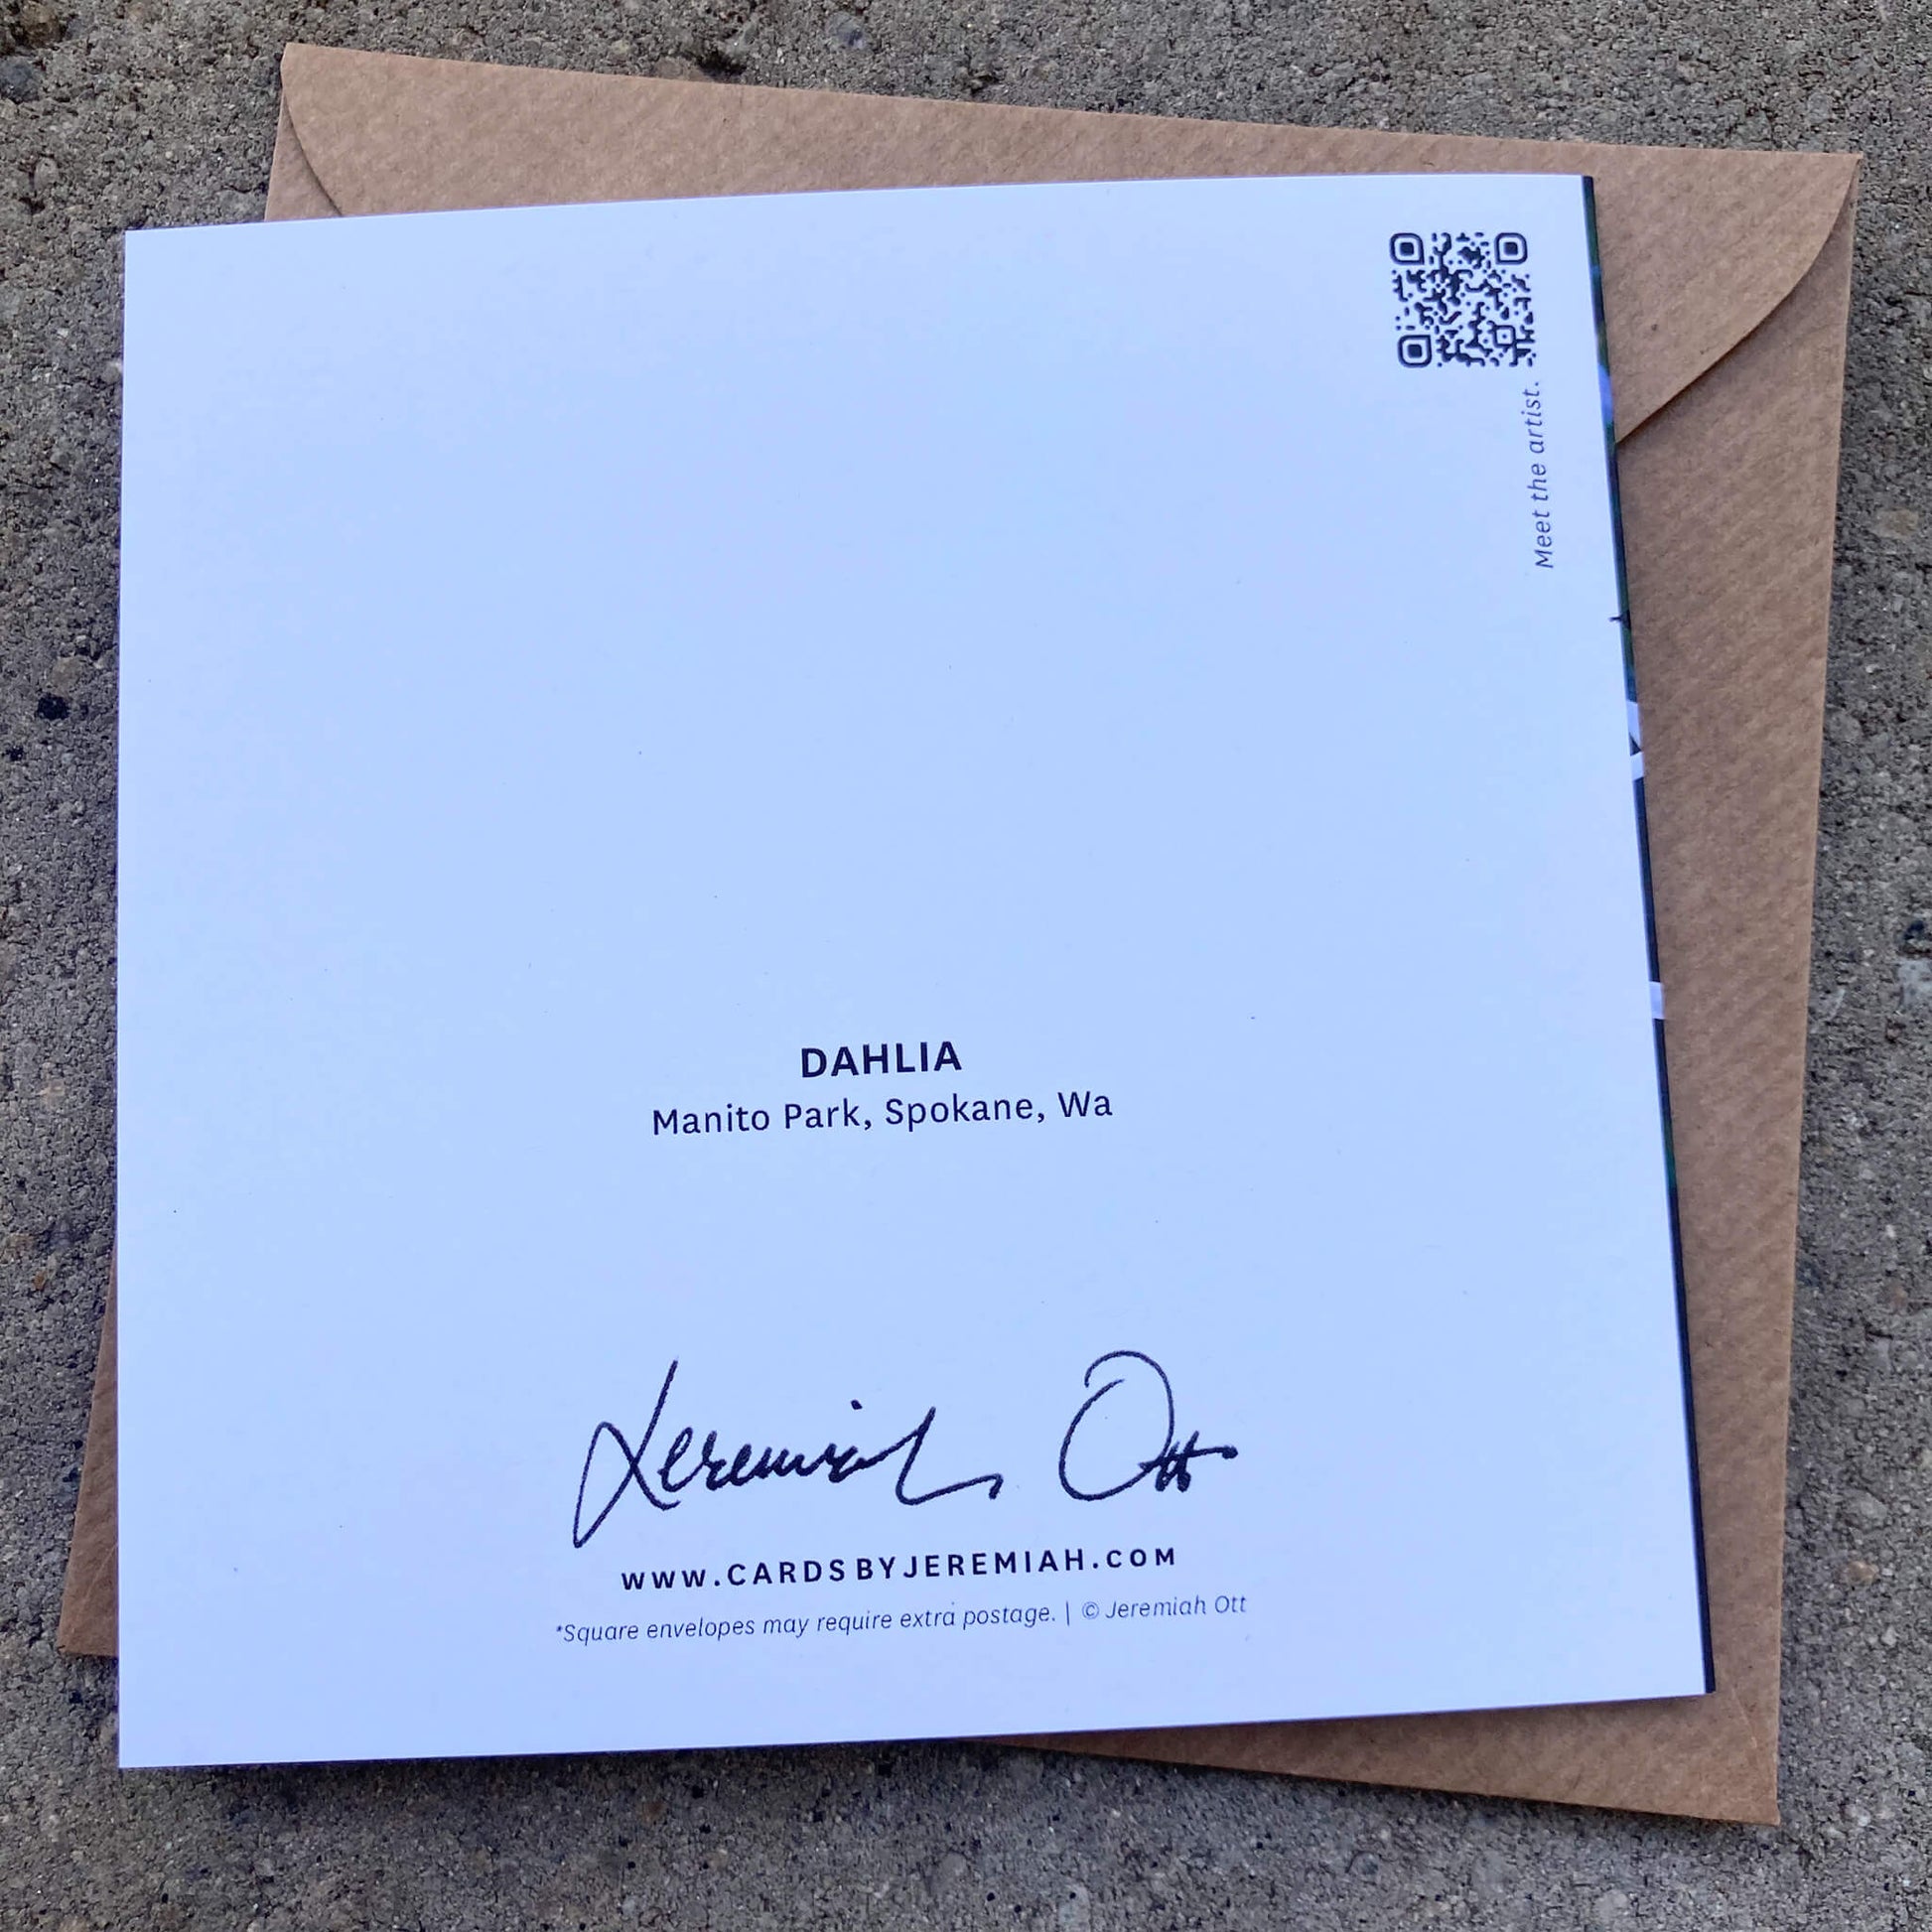 Meet the artist.
DAHLIA
Manito Park, Spokane, Wa
Jeremiah Ott
WWW.CARDSBYJEREMIAH.COM
*Square envelopes may require extra postage. | © Jeremiah Ott